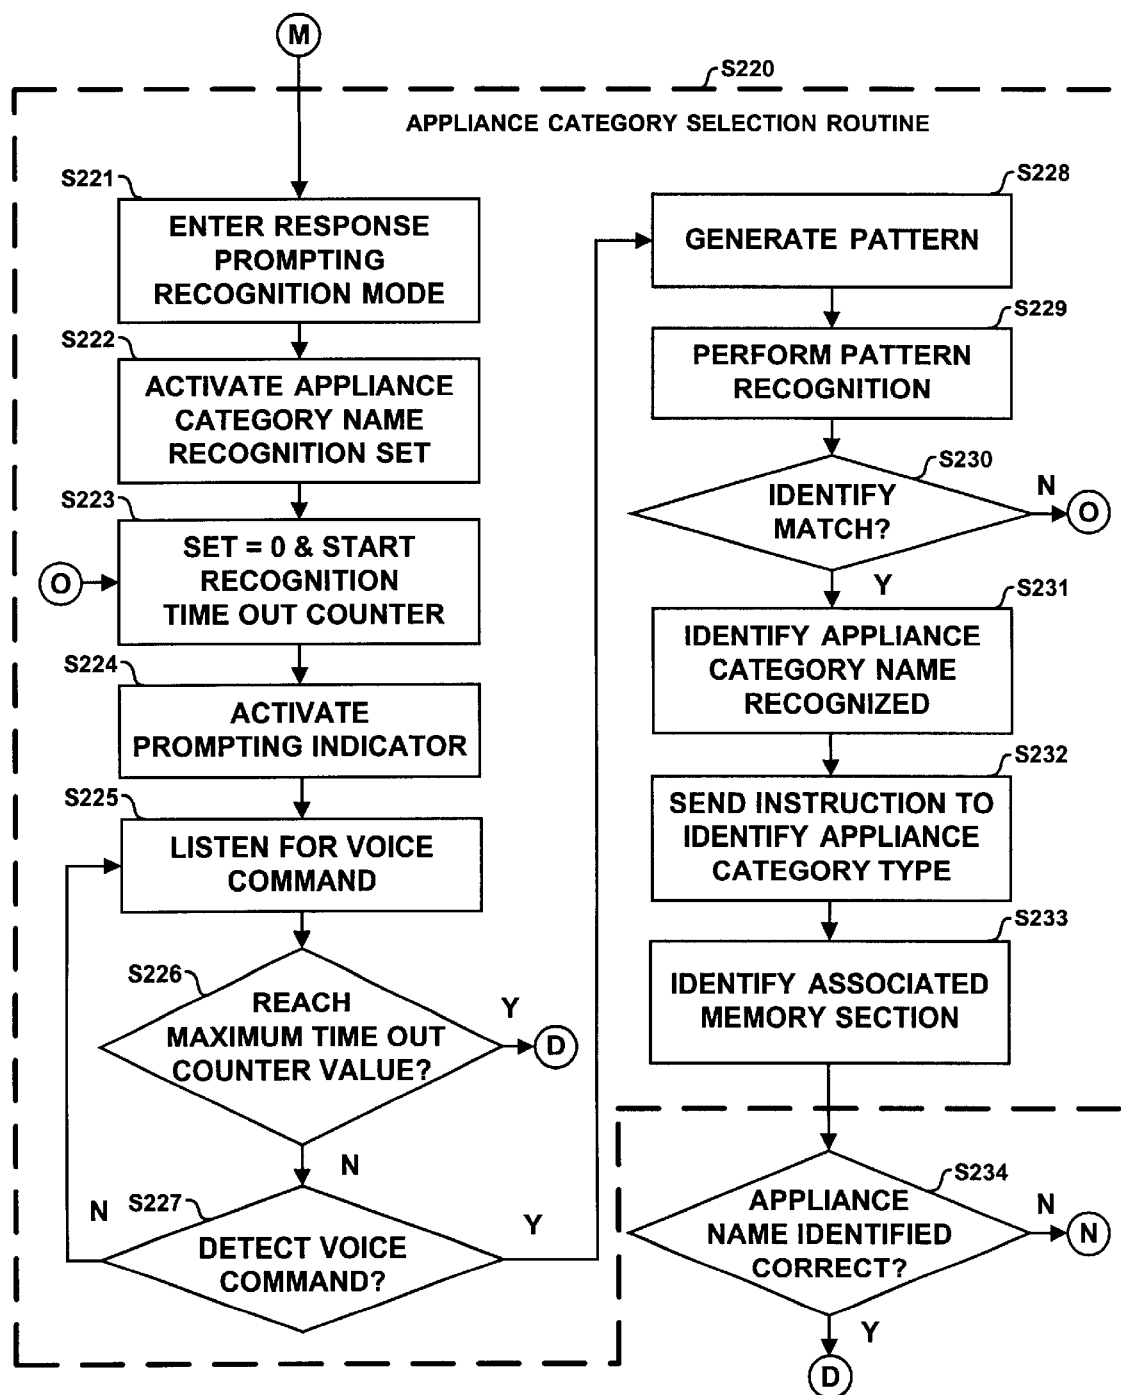 M
S220
APPLIANCE CATEGORY SELECTION ROUTINE
S221
ENTER RESPONSE
PROMPTING
RECOGNITION MODE
S222
ACTIVATE APPLIANCE
CATEGORY NAME
RECOGNITION SET
S223
O
SET = 0 & START
RECOGNITION
TIME OUT COUNTER
S224
ACTIVATE
PROMPTING INDICATOR
S225
LISTEN FOR VOICE
COMMAND
S226
REACH
MAXIMUM TIME OUT
COUNTER VALUE?
Y
D
N
S227
DETECT VOICE
COMMAND?
N
Y
S228
GENERATE PATTERN
S229
PERFORM PATTERN
RECOGNITION
S230
IDENTIFY
MATCH?
N
O
Y
S231
IDENTIFY APPLIANCE
CATEGORY NAME
RECOGNIZED
S232
SEND INSTRUCTION TO
IDENTIFY APPLIANCE
CATEGORY TYPE
S233
IDENTIFY ASSOCIATED
MEMORY SECTION
S234
APPLIANCE
NAME IDENTIFIED
CORRECT?
N
N
Y
D